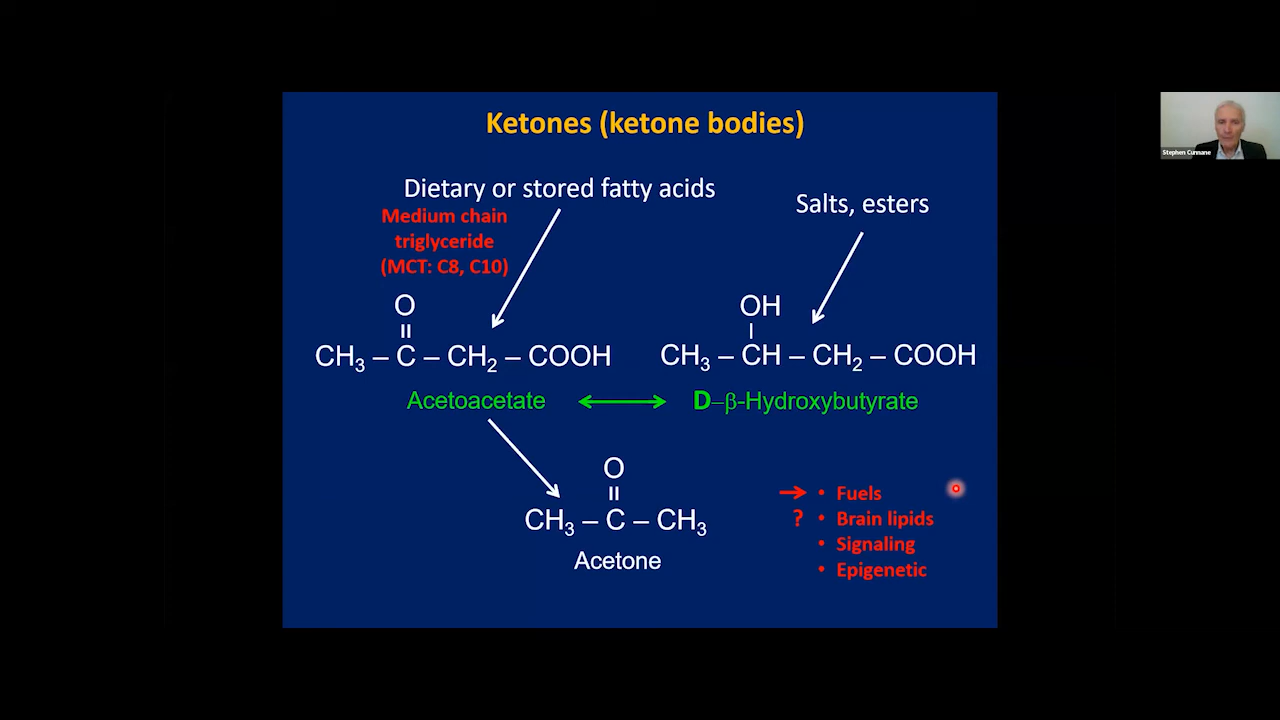 Ketones (ketone bodies)
Dietary or stored fatty acids
Salts, esters
Medium chain
triglyceride
(MCT: C8, C10)
O
OH
CH₃ – C – CH₂ – COOH
CH₃ – CH – CH₂ – COOH
Acetoacetate
D–β-Hydroxybutyrate
O
CH₃ – C – CH₃
Acetone
→ • Fuels
? • Brain lipids
• Signaling
• Epigenetic
Stephen Cunnane